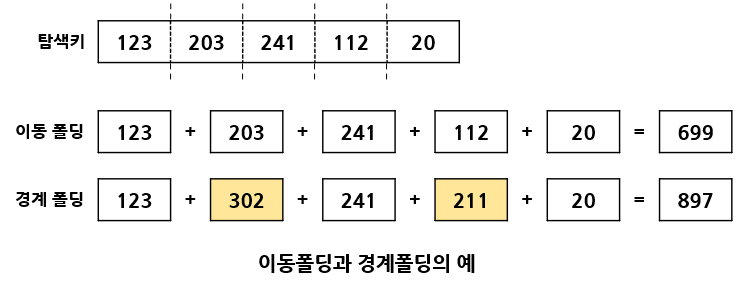 탐색키 123 203 241 112 20
이동 폴딩 123 + 203 + 241 + 112 + 20 = 699
경계 폴딩 123 + 302 + 241 + 211 + 20 = 897
이동폴딩과 경계폴딩의 예